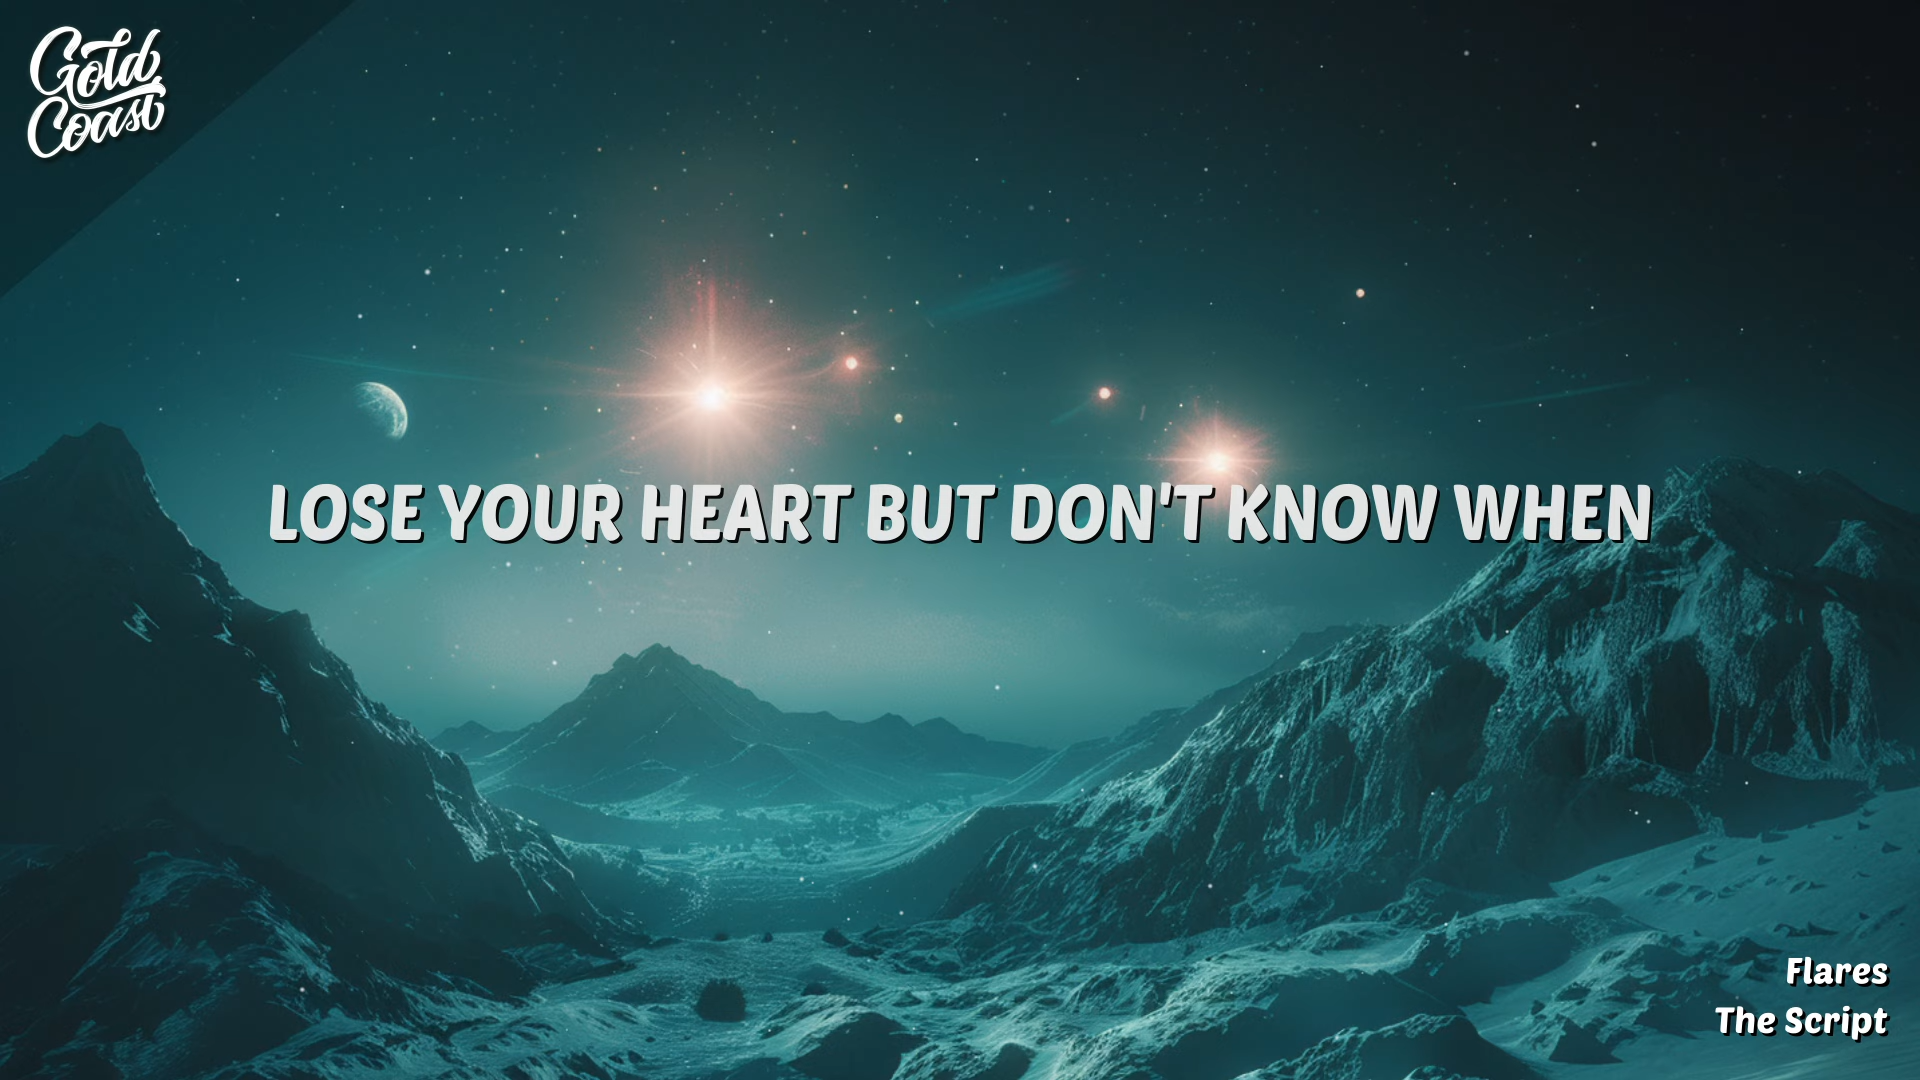 Gold
Coast
LOSE YOUR HEART BUT DON'T KNOW WHEN
Flares
The Script